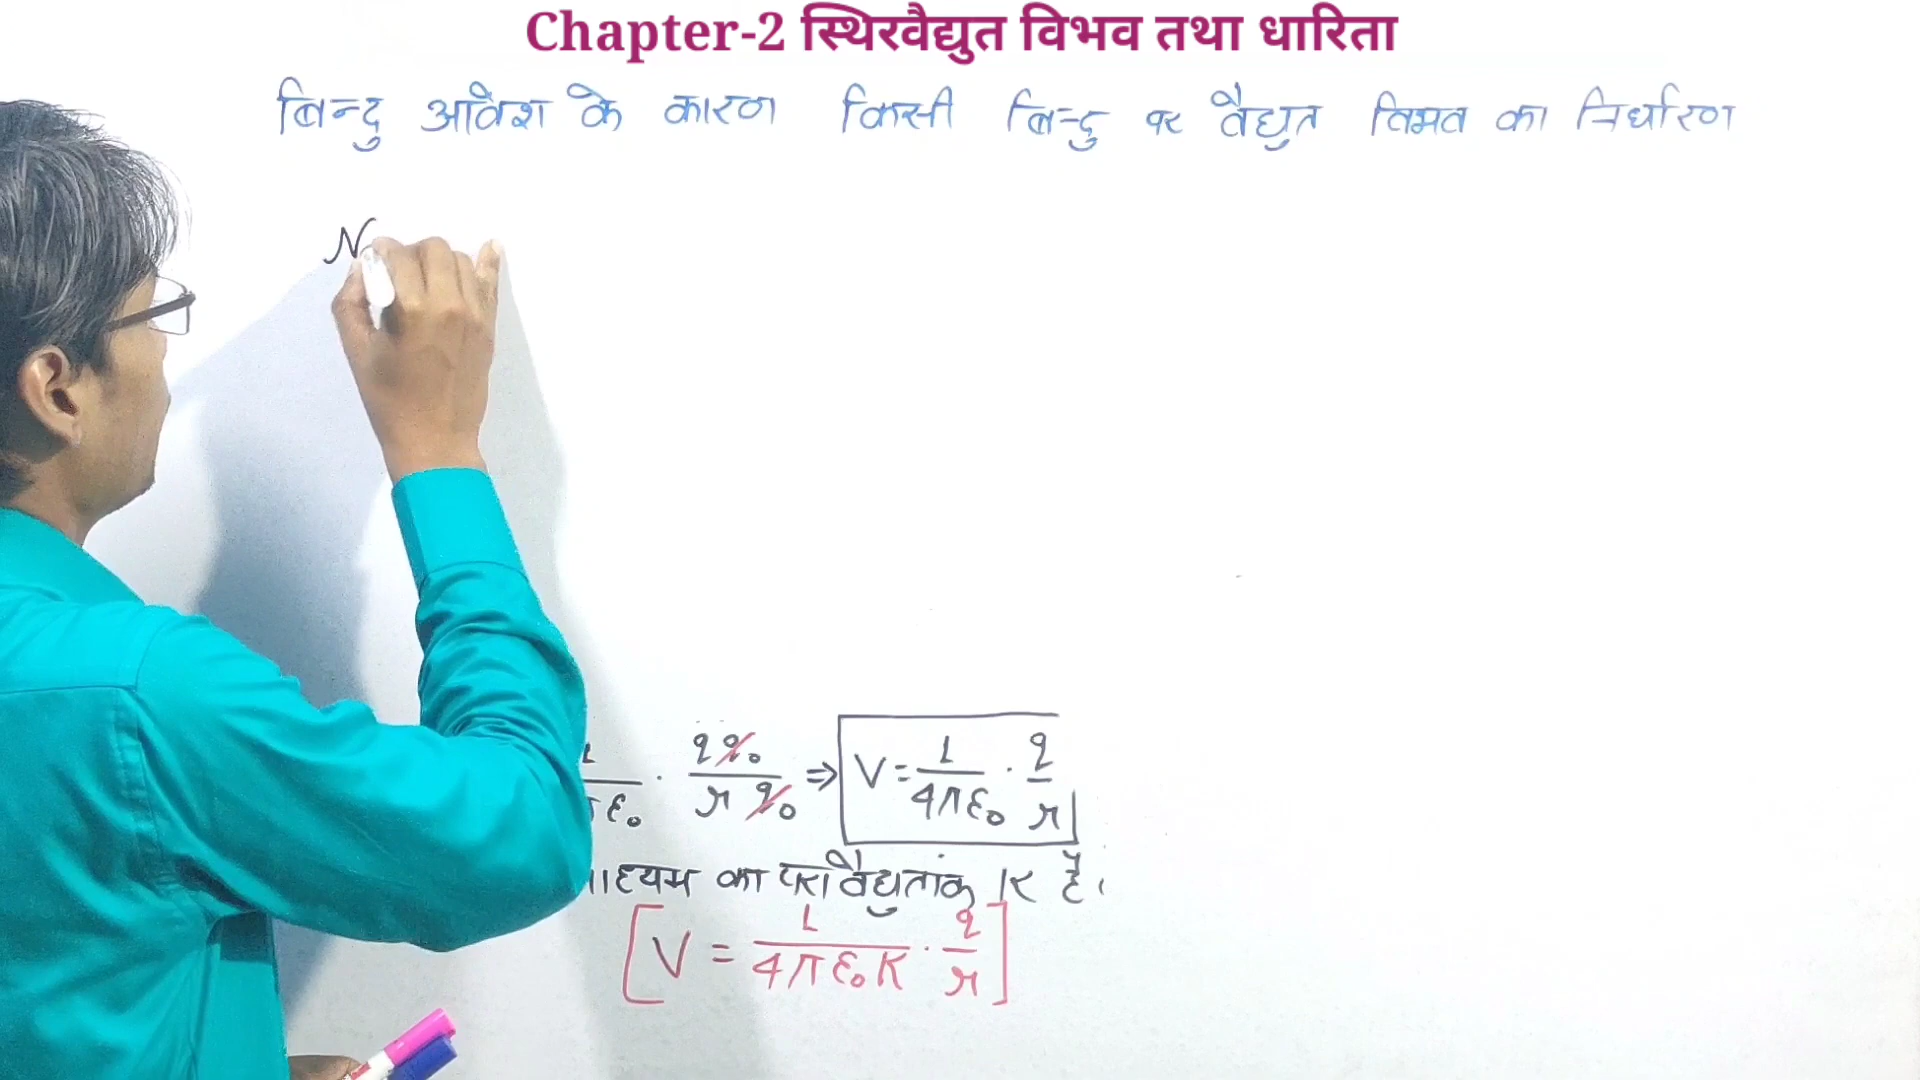 Chapter-2 स्थिरवैद्युत विभव तथा धारिता
बिन्दु आवेश के कारण किसी बिन्दु पर वैद्युत विभव का निर्धारण
N
ε₀ · q q₀ / r q₀ ⇒ V = 1/4πε₀ · q/r
माध्यम का परावैद्युतांक K है।
[V = 1/4πε₀K · q/r]